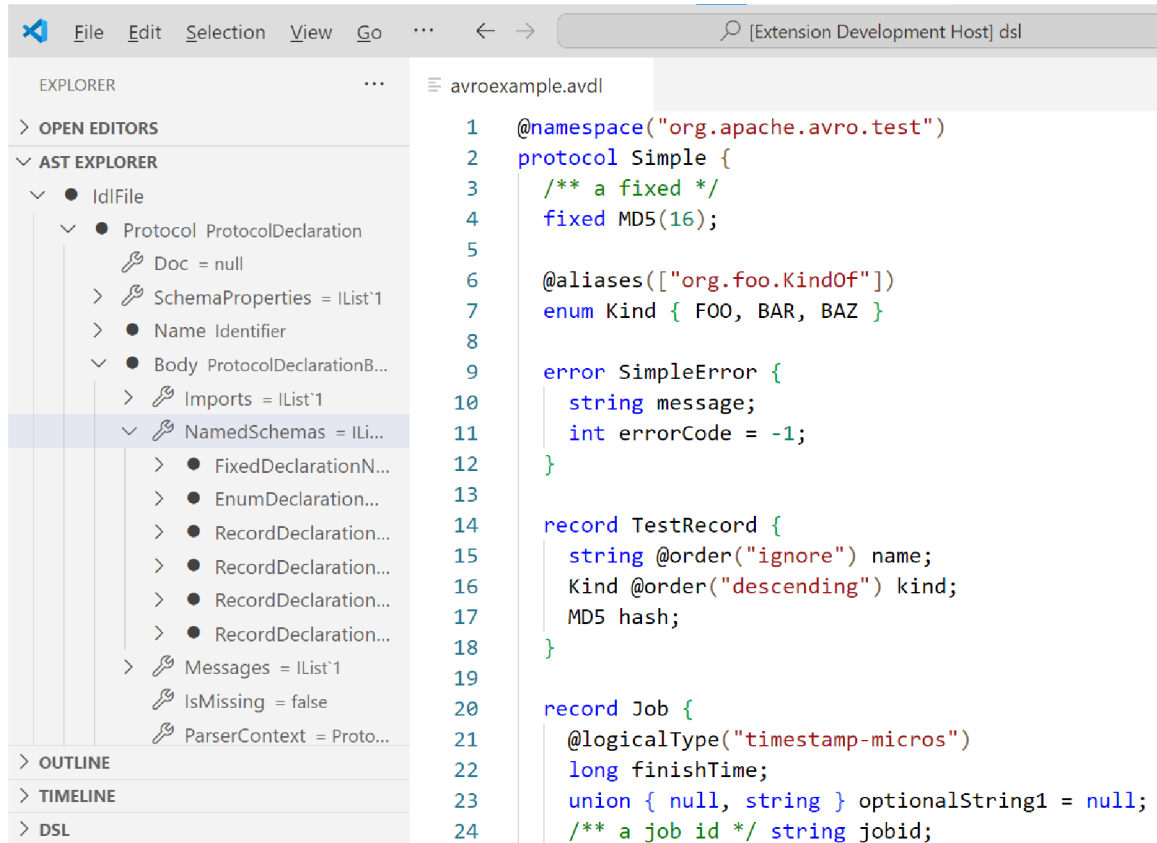 File Edit Selection View Go ··· ← → [Extension Development Host] dsl
EXPLORER ···
OPEN EDITORS
AST EXPLORER
IdlFile
Protocol ProtocolDeclaration
Doc = null
SchemaProperties = IList`1
Name Identifier
Body ProtocolDeclarationB...
Imports = IList`1
NamedSchemas = ILi...
FixedDeclarationN...
EnumDeclaration...
RecordDeclaration...
RecordDeclaration...
RecordDeclaration...
RecordDeclaration...
Messages = IList`1
IsMissing = false
ParserContext = Proto...
OUTLINE
TIMELINE
DSL
avroexample.avdl
1 @namespace("org.apache.avro.test")
2 protocol Simple {
3 /** a fixed */
4 fixed MD5(16);
5
6 @aliases(["org.foo.KindOf"])
7 enum Kind { FOO, BAR, BAZ }
8
9 error SimpleError {
10 string message;
11 int errorCode = -1;
12 }
13
14 record TestRecord {
15 string @order("ignore") name;
16 Kind @order("descending") kind;
17 MD5 hash;
18 }
19
20 record Job {
21 @logicalType("timestamp-micros")
22 long finishTime;
23 union { null, string } optionalString1 = null;
24 /** a job id */ string jobid;